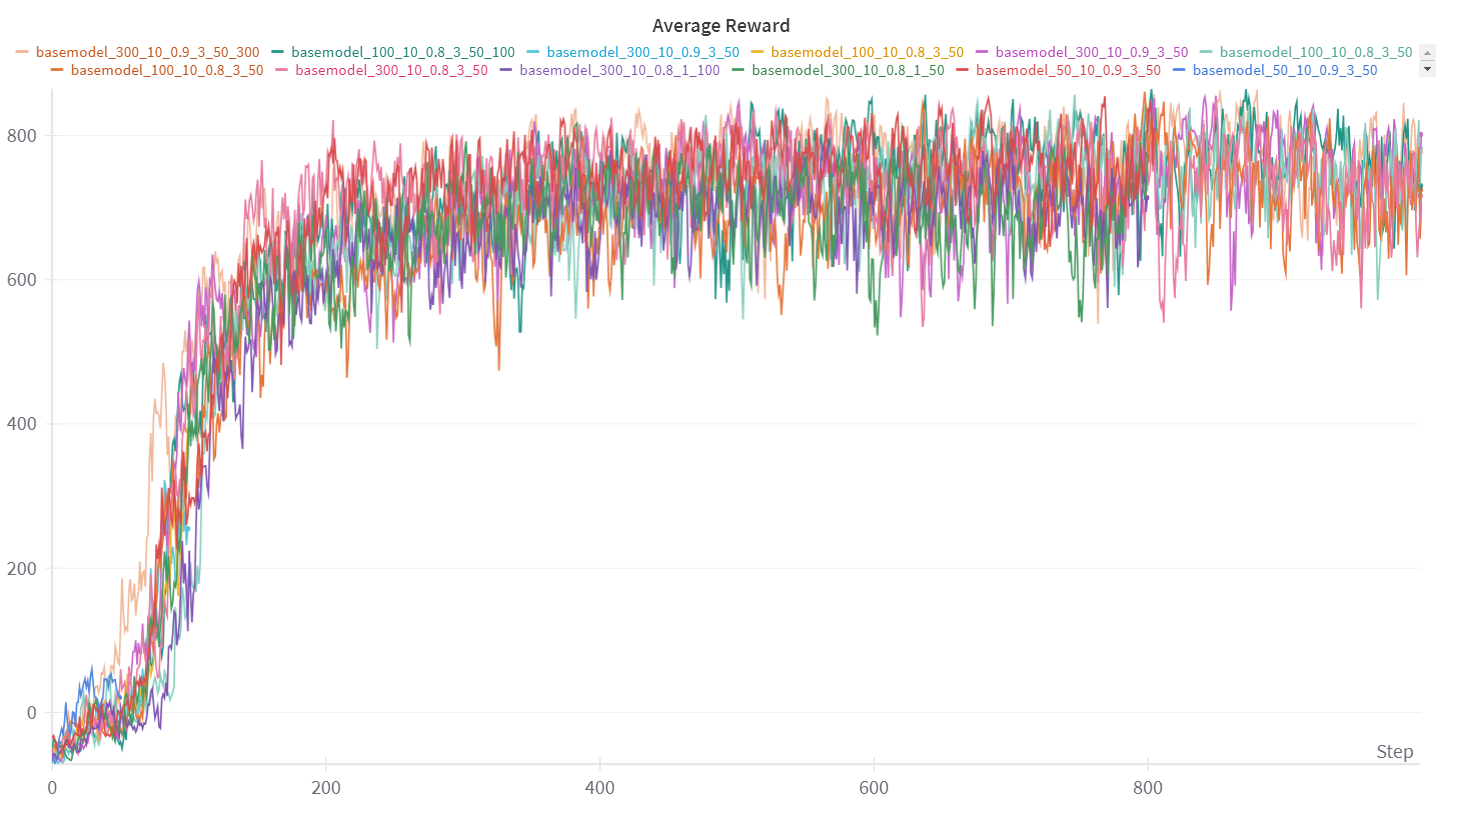 Average Reward
basemodel_300_10_0.9_3_50_300 basemodel_100_10_0.8_3_50_100 basemodel_300_10_0.9_3_50 basemodel_100_10_0.8_3_50 basemodel_300_10_0.9_3_50 basemodel_100_10_0.8_3_50
basemodel_100_10_0.8_3_50 basemodel_300_10_0.8_3_50 basemodel_300_10_0.8_1_100 basemodel_300_10_0.8_1_50 basemodel_50_10_0.9_3_50 basemodel_50_10_0.9_3_50
800
600
400
200
0
Step
0 200 400 600 800